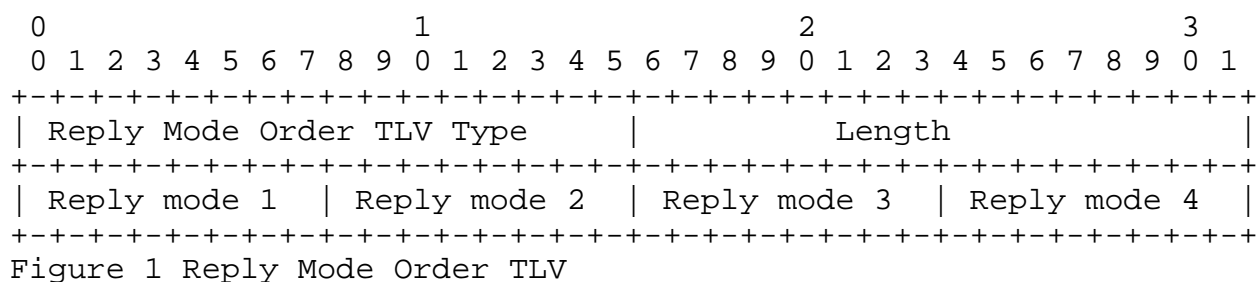 0                   1                   2                   3
 0 1 2 3 4 5 6 7 8 9 0 1 2 3 4 5 6 7 8 9 0 1 2 3 4 5 6 7 8 9 0 1
+-+-+-+-+-+-+-+-+-+-+-+-+-+-+-+-+-+-+-+-+-+-+-+-+-+-+-+-+-+-+-+-+
| Reply Mode Order TLV Type     |          Length               |
+-+-+-+-+-+-+-+-+-+-+-+-+-+-+-+-+-+-+-+-+-+-+-+-+-+-+-+-+-+-+-+-+
| Reply mode 1  | Reply mode 2  | Reply mode 3  | Reply mode 4  |
+-+-+-+-+-+-+-+-+-+-+-+-+-+-+-+-+-+-+-+-+-+-+-+-+-+-+-+-+-+-+-+-+
Figure 1 Reply Mode Order TLV